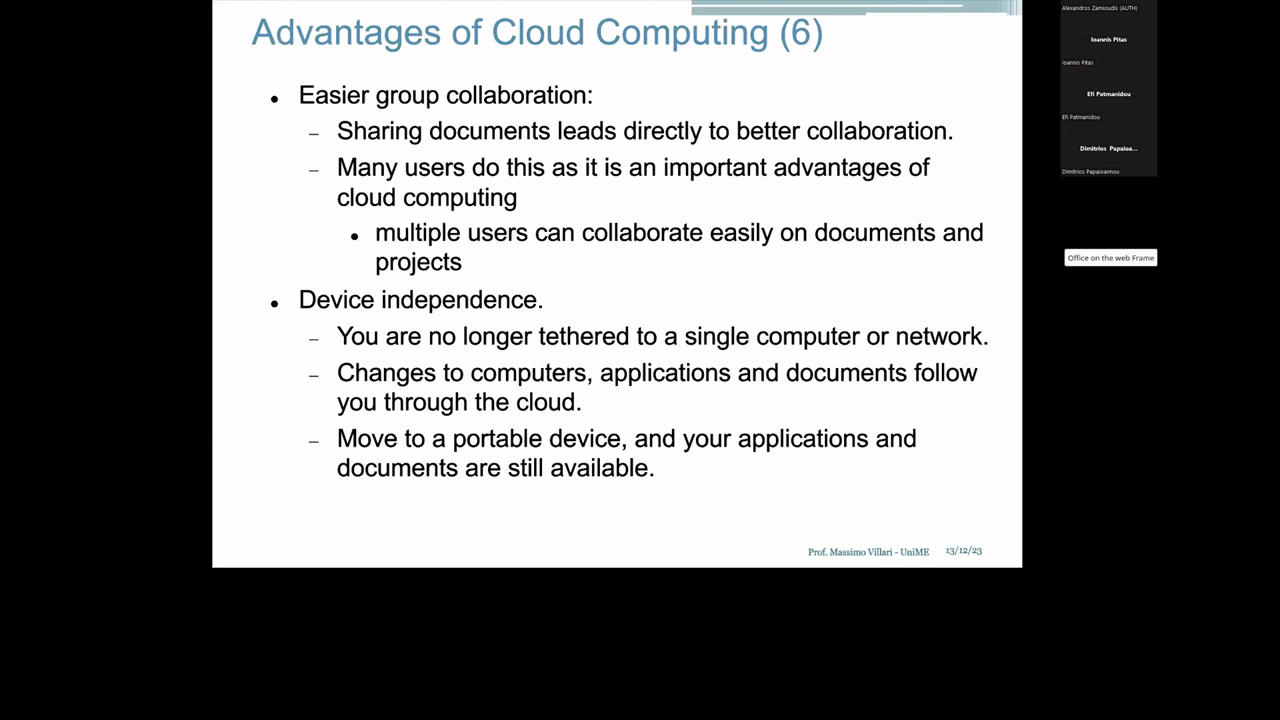 Advantages of Cloud Computing (6)
● Easier group collaboration:
– Sharing documents leads directly to better collaboration.
– Many users do this as it is an important advantages of
cloud computing
● multiple users can collaborate easily on documents and
projects
● Device independence.
– You are no longer tethered to a single computer or network.
– Changes to computers, applications and documents follow
you through the cloud.
– Move to a portable device, and your applications and
documents are still available.
Prof. Massimo Villari - UniME 13/12/23
Alexandros Zamioudis (AUTH)
Ioannis Pitas
Ioannis Pitas
Efi Patmanidou
Efi Patmanidou
Dimitrios Papaioa...
Dimitrios Papaioannou
Office on the web Frame